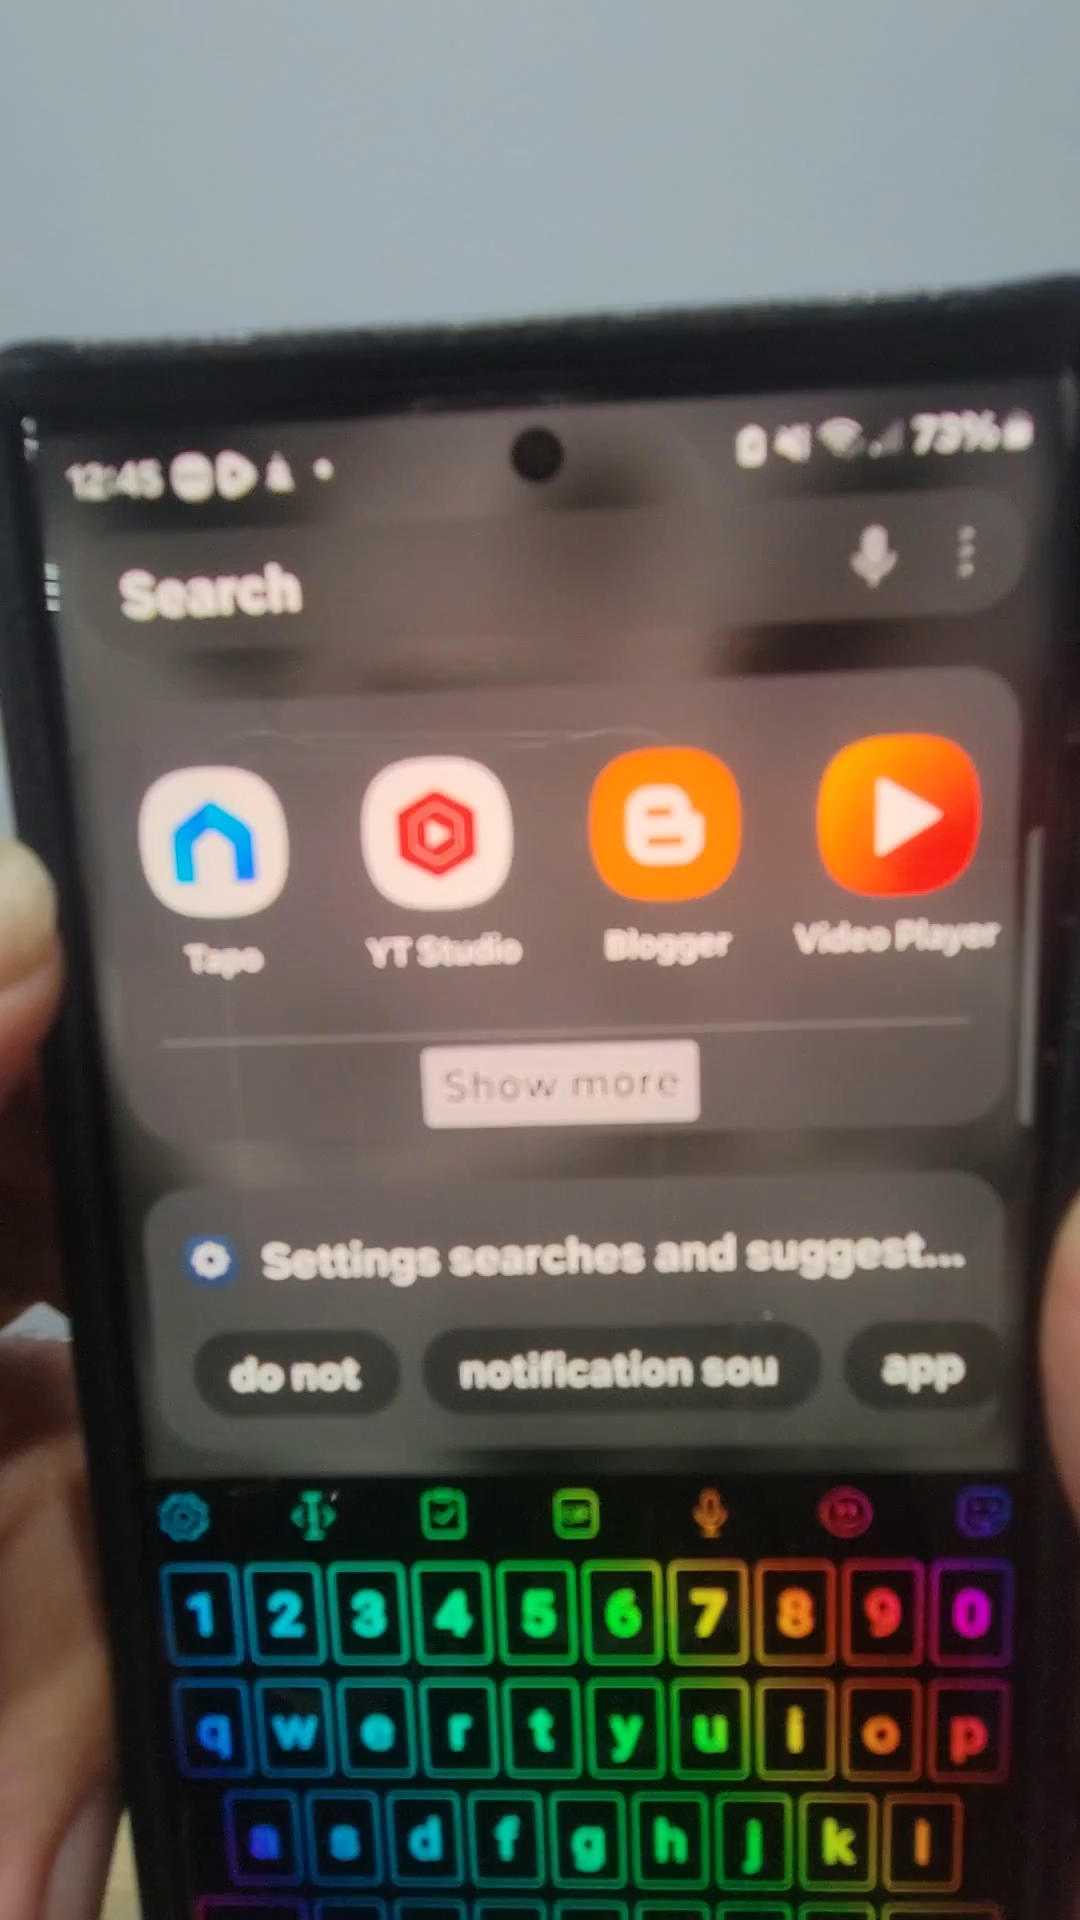 12:45
73%
Search
Tapo YT Studio Blogger Video Player
Show more
Settings searches and suggest...
do not notification sou app
1 2 3 4 5 6 7 8 9 0
q w e r t y u i o p
a s d f g h j k l